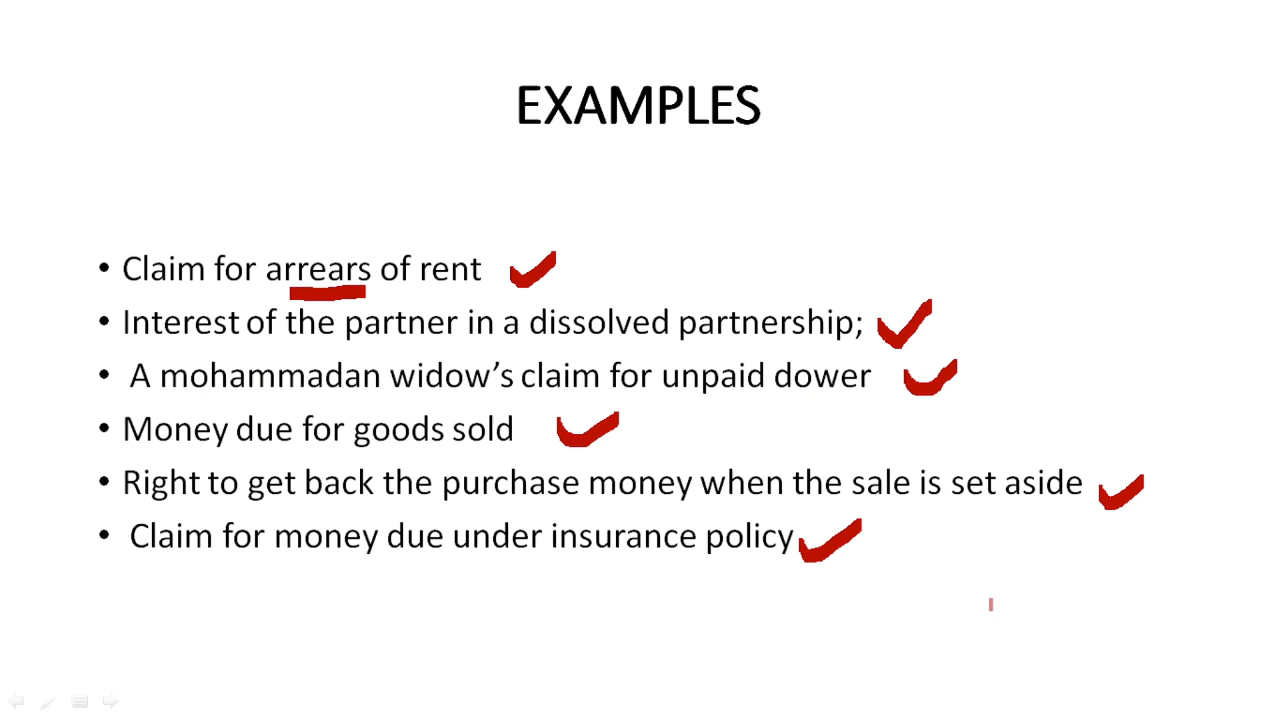 EXAMPLES
• Claim for arrears of rent
• Interest of the partner in a dissolved partnership;
• A mohammadan widow's claim for unpaid dower
• Money due for goods sold
• Right to get back the purchase money when the sale is set aside
• Claim for money due under insurance policy